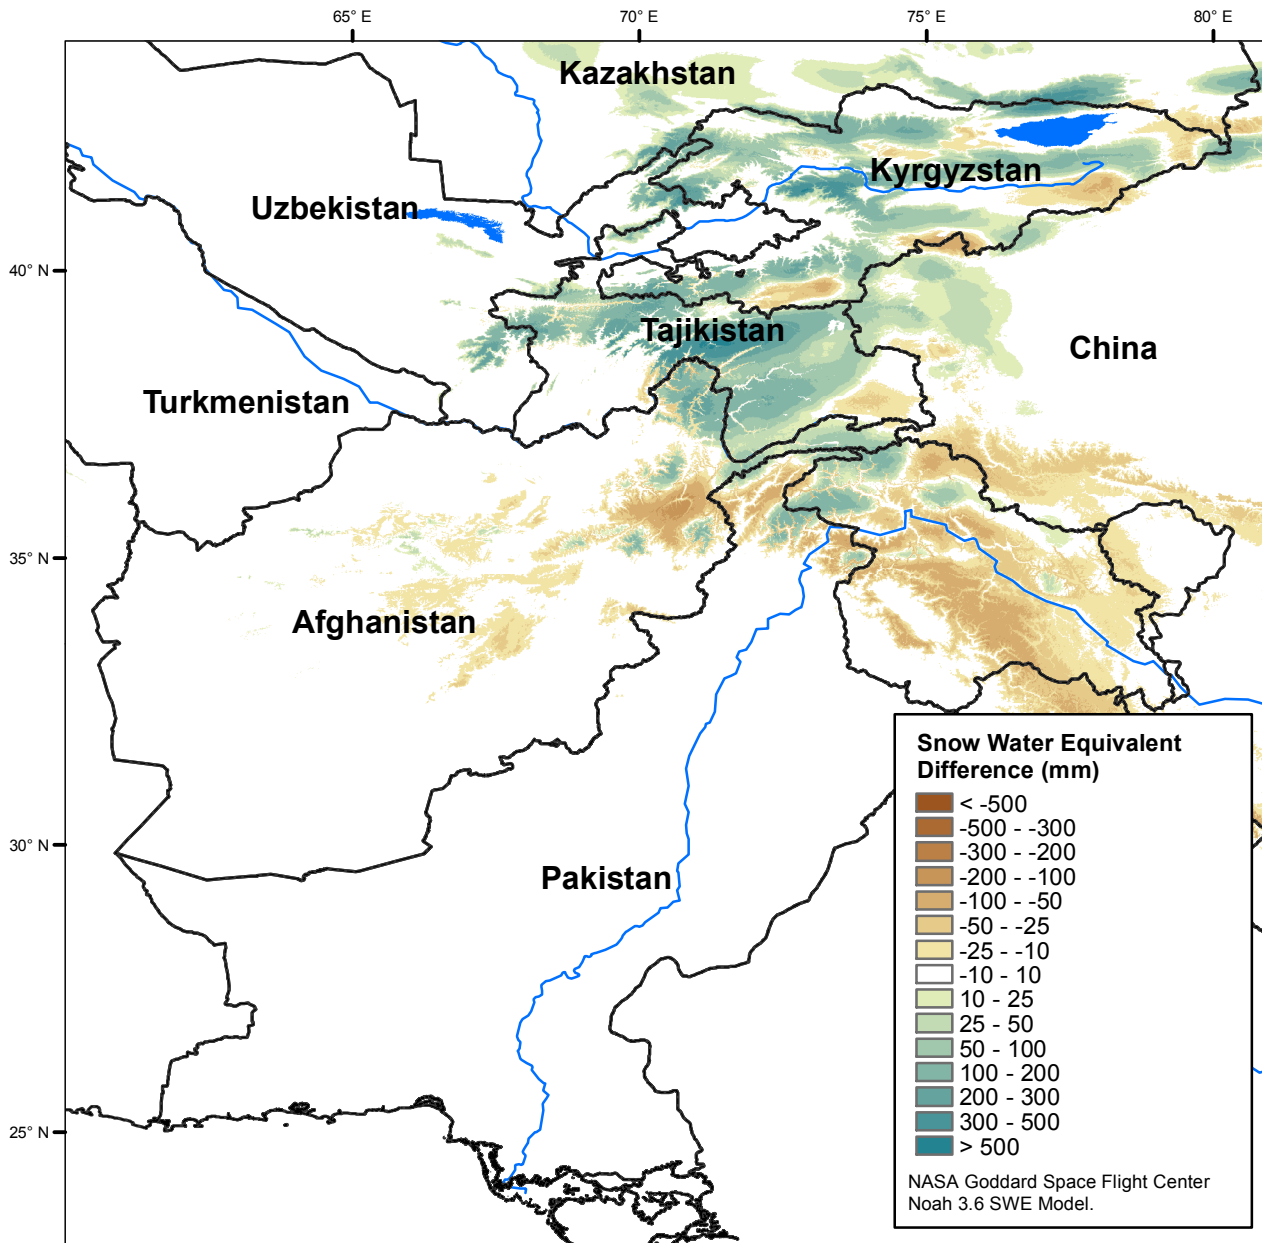 65° E
70° E
75° E
80° E
Kazakhstan
Kyrgyzstan
Uzbekistan
40° N
Tajikistan
China
Turkmenistan
35° N
Afghanistan
30° N
Pakistan
25° N
Snow Water Equivalent
Difference (mm)
< -500
-500 - -300
-300 - -200
-200 - -100
-100 - -50
-50 - -25
-25 - -10
-10 - 10
10 - 25
25 - 50
50 - 100
100 - 200
200 - 300
300 - 500
> 500
NASA Goddard Space Flight Center
Noah 3.6 SWE Model.